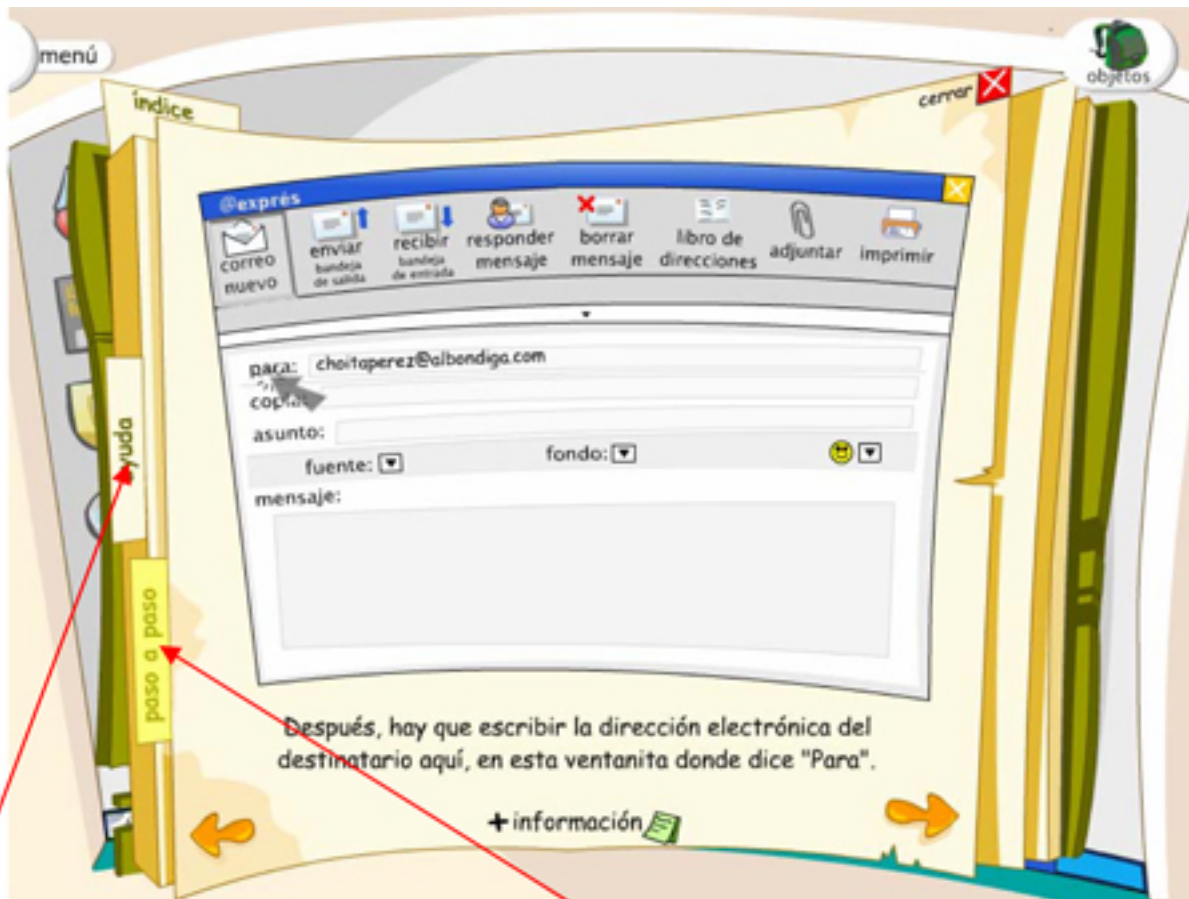 menú
objetos
índice
cerrar
@exprés
correo nuevo
enviar
bandeja de salida
recibir
bandeja de entrada
responder mensaje
borrar mensaje
libro de direcciones
adjuntar
imprimir
para: choitaperez@albondiga.com
asunto:
fuente:
fondo:
mensaje:
paso a paso
Después, hay que escribir la dirección electrónica del
destinatario aquí, en esta ventanita donde dice "Para".
+ información